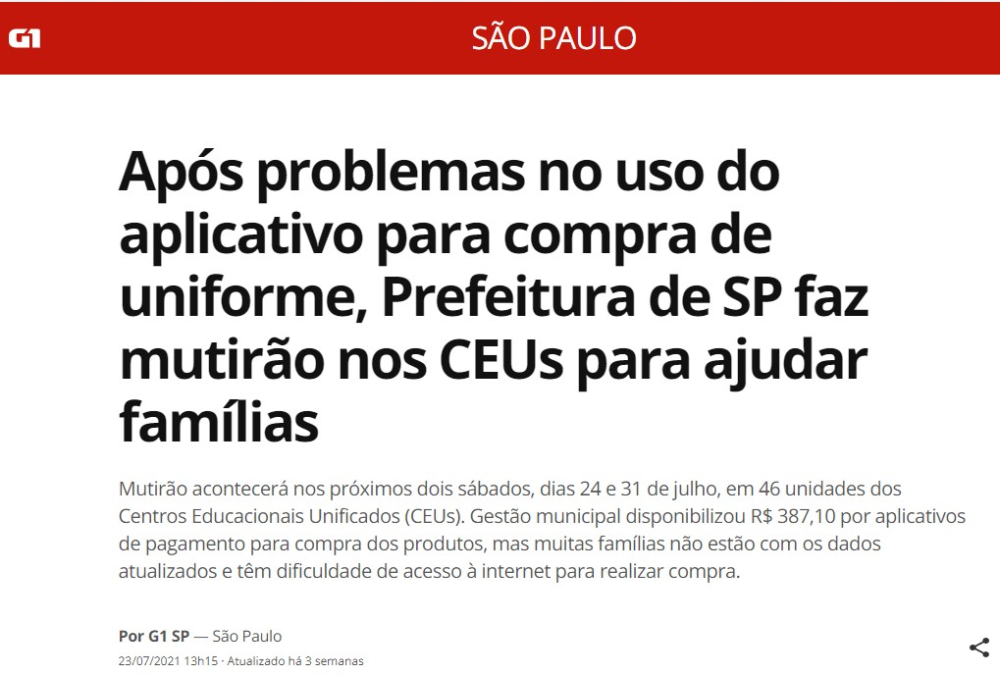 G1
SÃO PAULO
Após problemas no uso do
aplicativo para compra de
uniforme, Prefeitura de SP faz
mutirão nos CEUs para ajudar
famílias
Mutirão acontecerá nos próximos dois sábados, dias 24 e 31 de julho, em 46 unidades dos
Centros Educacionais Unificados (CEUs). Gestão municipal disponibilizou R$ 387,10 por aplicativos
de pagamento para compra dos produtos, mas muitas famílias não estão com os dados
atualizados e têm dificuldade de acesso à internet para realizar compra.
Por G1 SP — São Paulo
23/07/2021 13h15 · Atualizado há 3 semanas